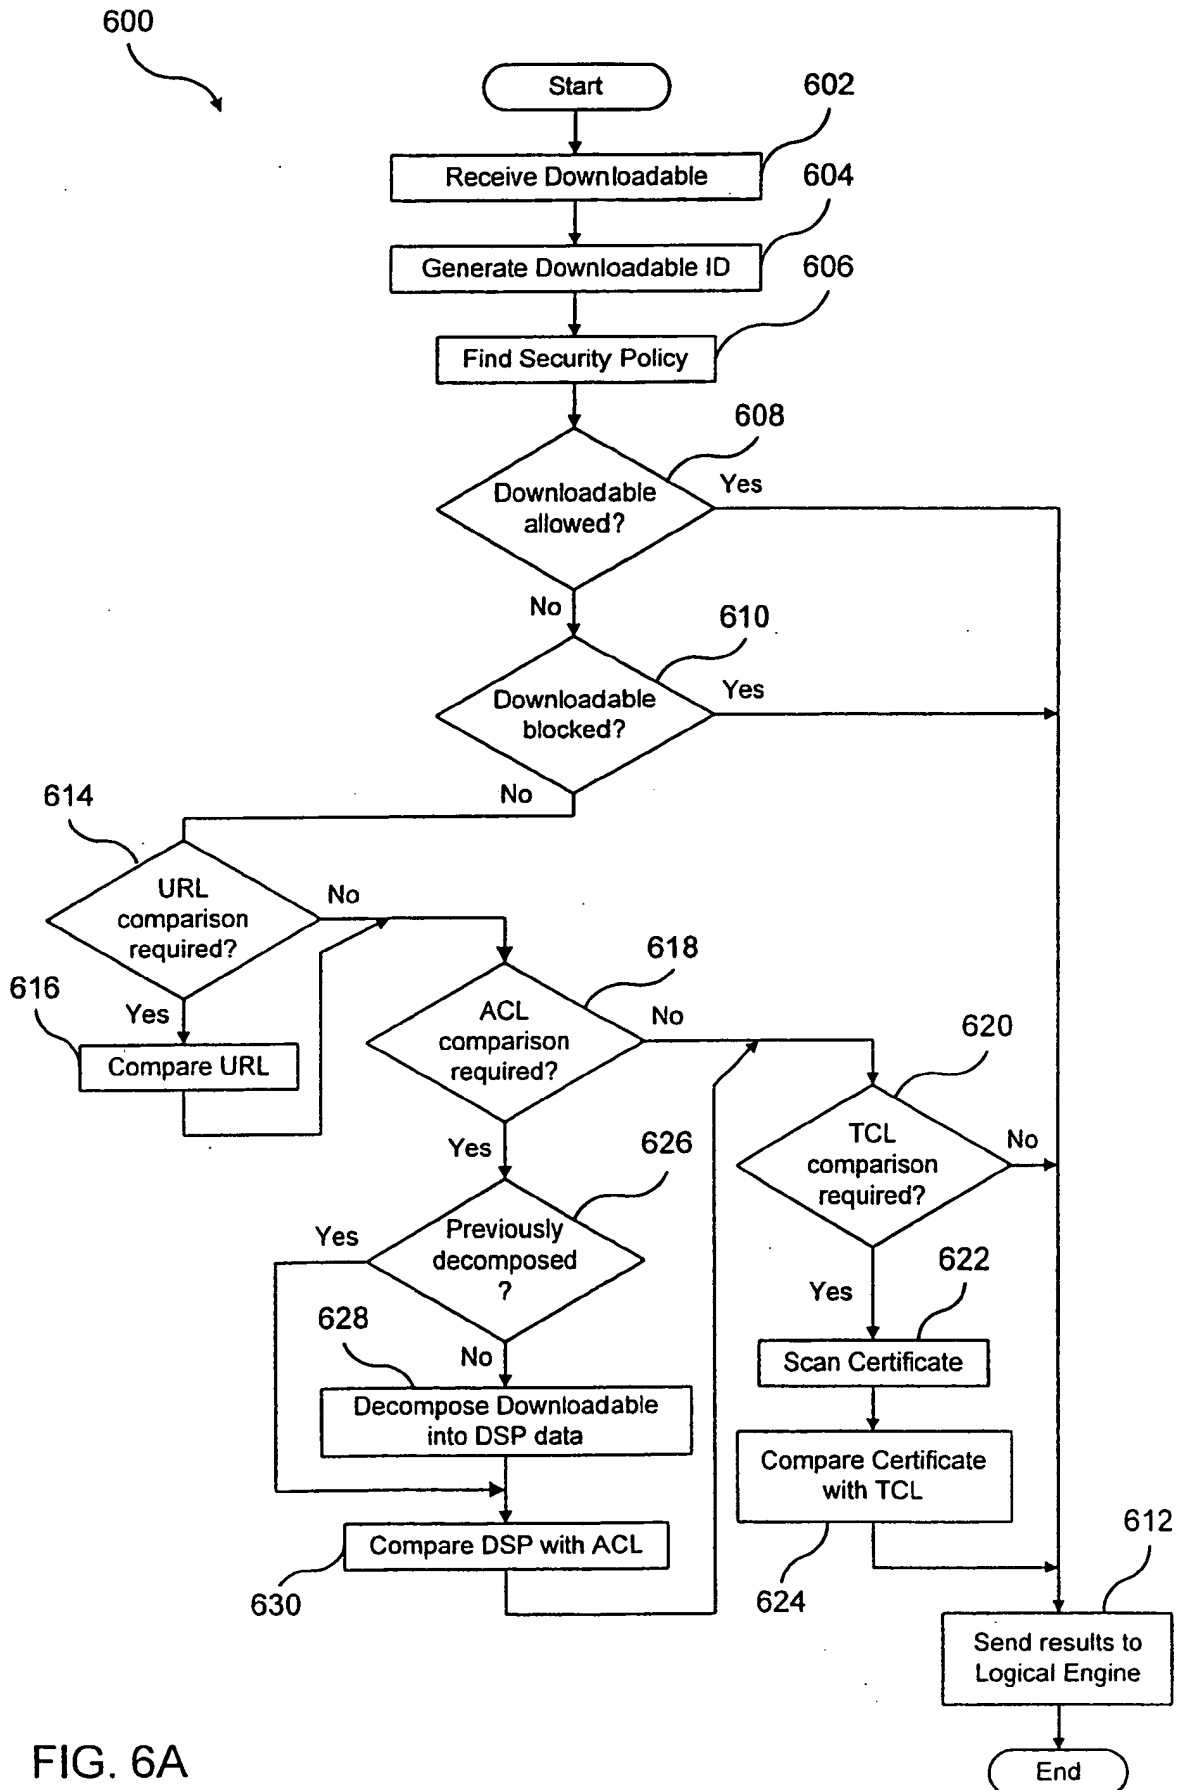 600
Start
602
Receive Downloadable
604
Generate Downloadable ID
606
Find Security Policy
608
Downloadable
allowed?
Yes
No
610
Downloadable
blocked?
Yes
No
614
URL
comparison
required?
No
Yes
616
Compare URL
618
ACL
comparison
required?
No
Yes
620
TCL
comparison
required?
No
Yes
626
Previously
decomposed
?
Yes
No
628
Decompose Downloadable
into DSP data
622
Scan Certificate
Compare Certificate
with TCL
624
Compare DSP with ACL
630
612
Send results to
Logical Engine
End
FIG. 6A